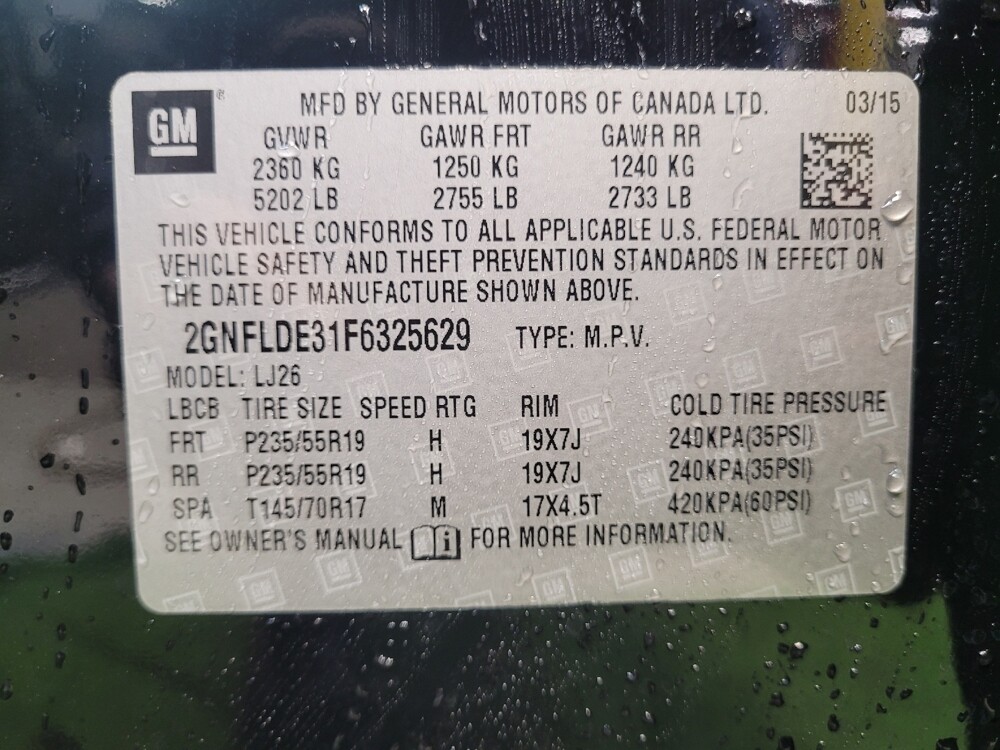 GM
MFD BY GENERAL MOTORS OF CANADA LTD. 03/15
GVWR GAWR FRT GAWR RR
2360 KG 1250 KG 1240 KG
5202 LB 2755 LB 2733 LB
THIS VEHICLE CONFORMS TO ALL APPLICABLE U.S. FEDERAL MOTOR
VEHICLE SAFETY AND THEFT PREVENTION STANDARDS IN EFFECT ON
THE DATE OF MANUFACTURE SHOWN ABOVE.
2GNFLDE31F6325629 TYPE: M.P.V.
MODEL: LJ26
LBCB TIRE SIZE SPEED RTG RIM COLD TIRE PRESSURE
FRT P235/55R19 H 19X7J 240KPA(35PSI)
RR P235/55R19 H 19X7J 240KPA(35PSI)
SPA T145/70R17 M 17X4.5T 420KPA(60PSI)
SEE OWNER'S MANUAL i FOR MORE INFORMATION.